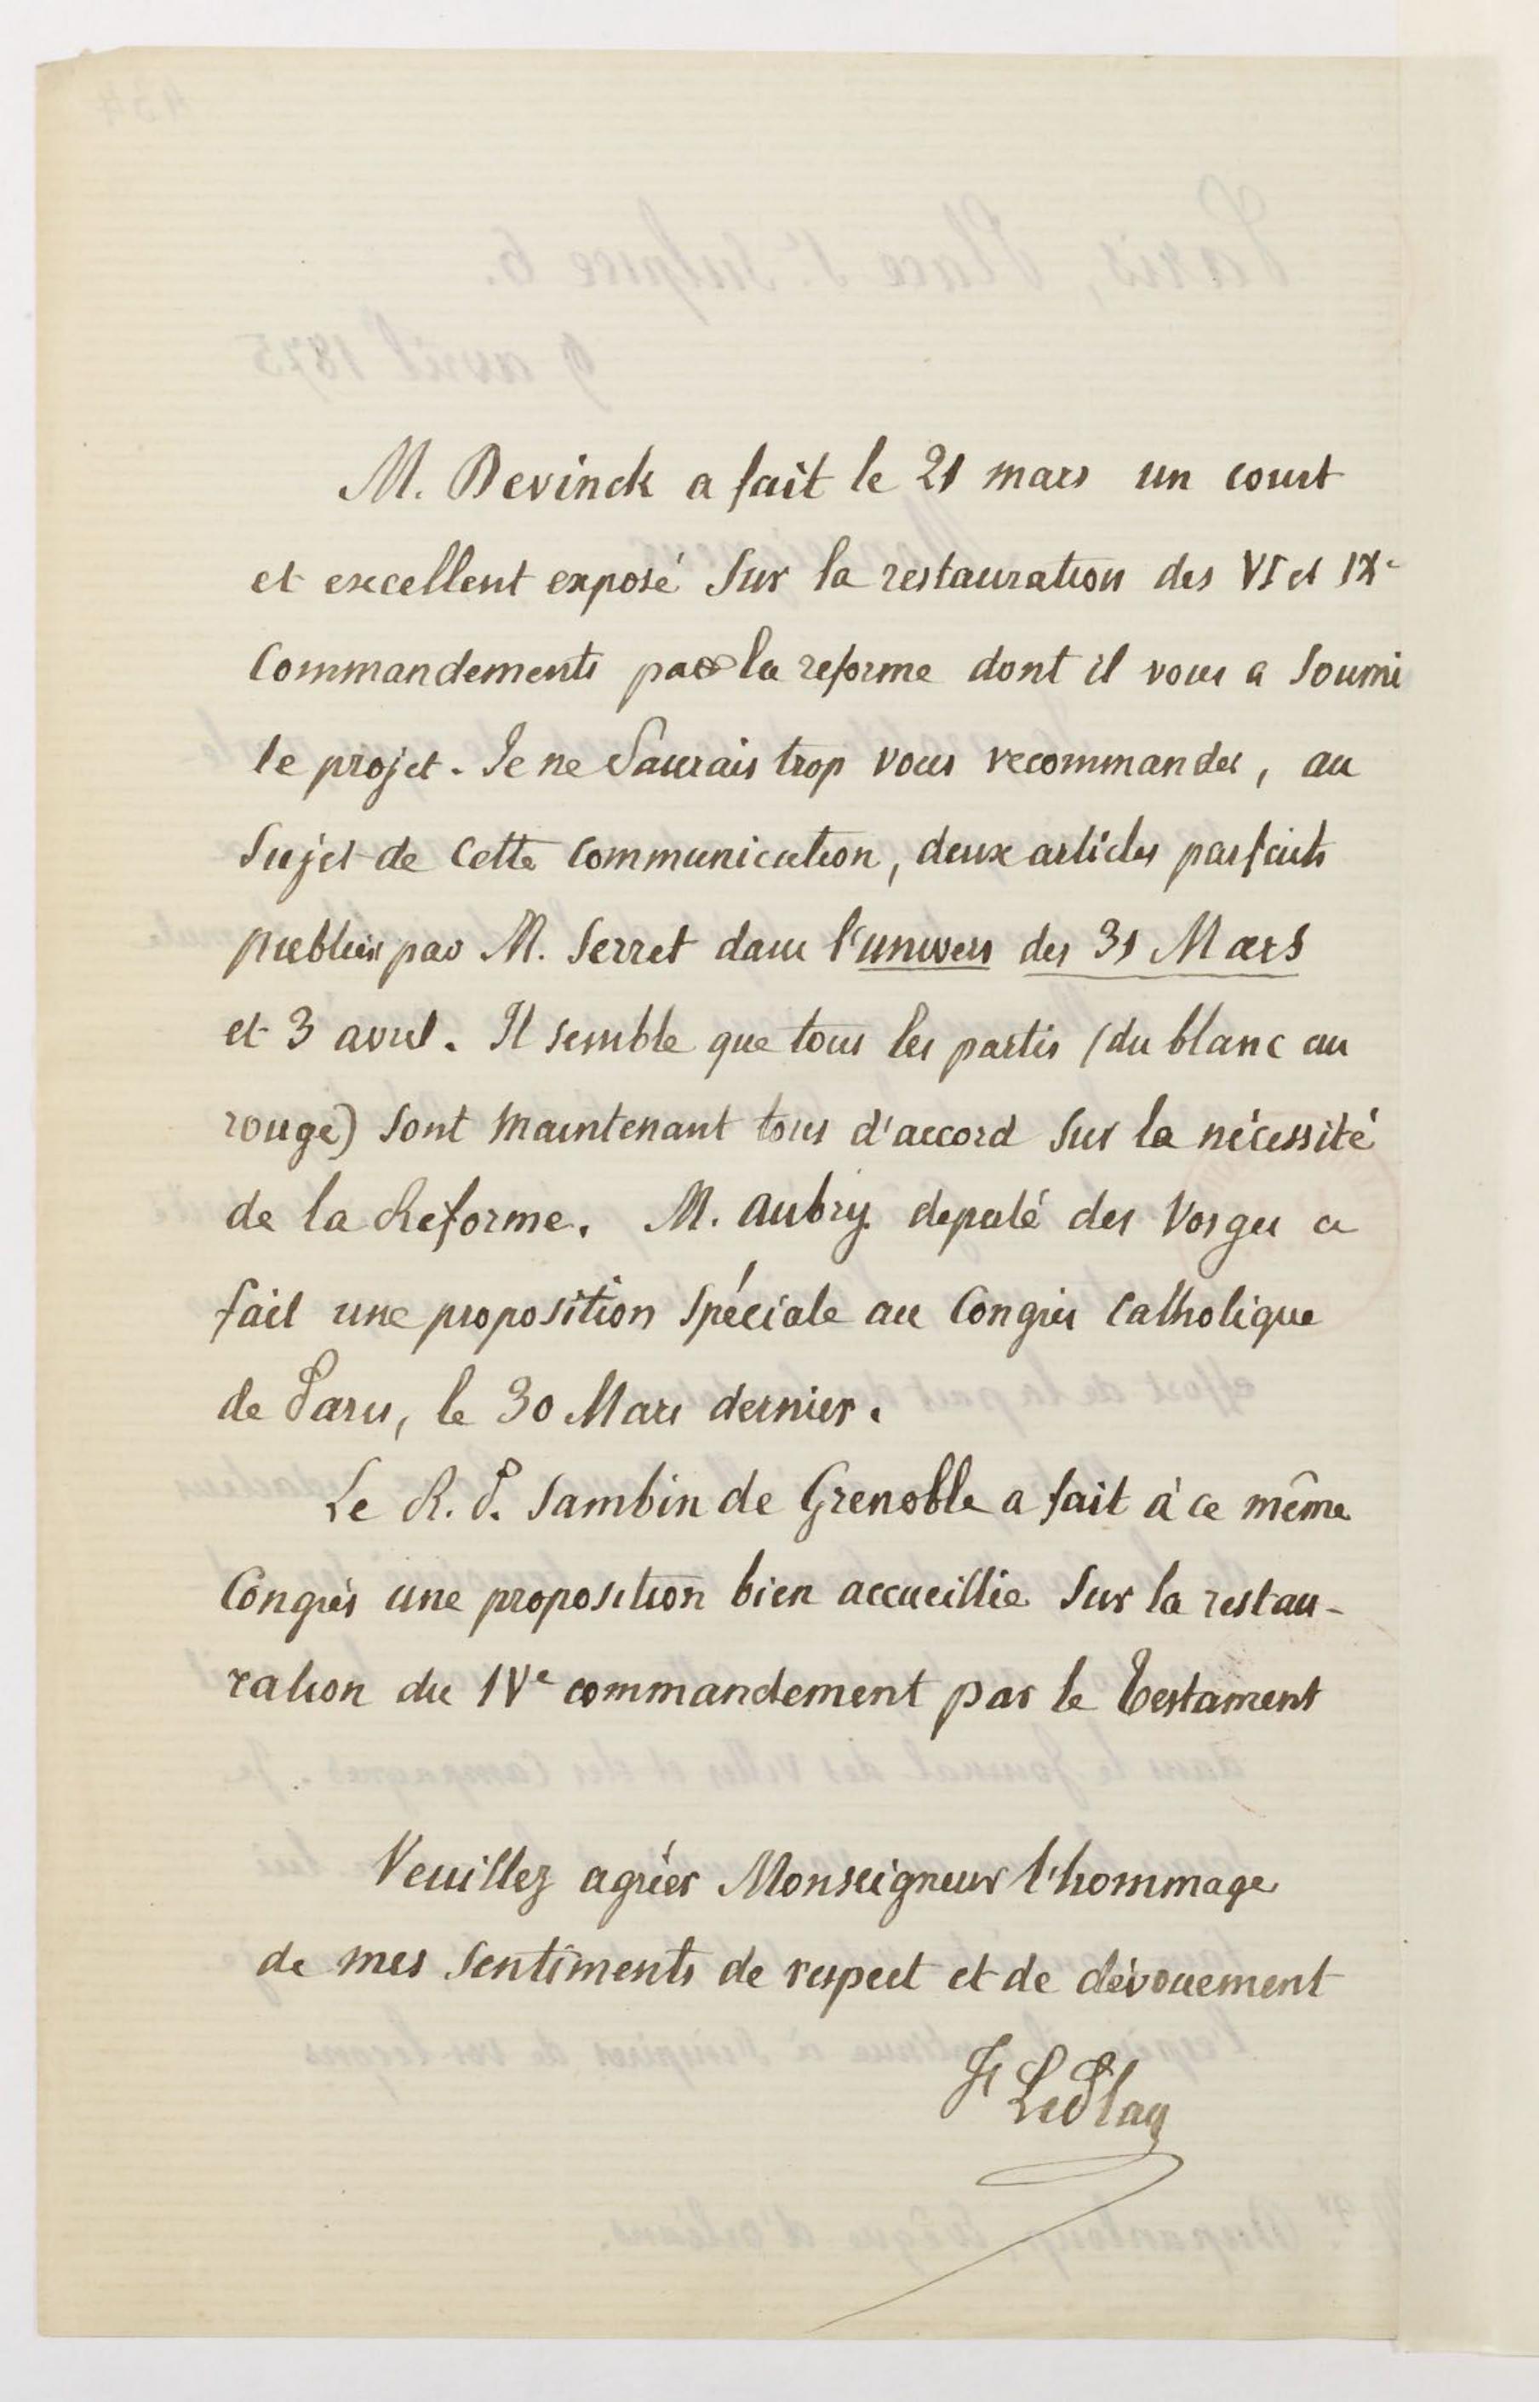 M. Devinck a fait le 21 mars un court
et excellent exposé sur la restauration des VI et IXe
Commandements par la reforme dont il vous a soumi
le projet. Je ne saurais trop vous recommander, au
sujet de cette communication, deux articles parfaits
publiés par M. Serret dans l'univers des 31 Mars
et 3 avril. Il semble que tous les partis (du blanc au
rouge) sont maintenant tous d'accord sur la nécessité
de la Reforme. M. Aubry deputé des Vosges a
fait une proposition spéciale au Congrès Catholique
de Paris, le 30 Mars dernier.
Le R. P. Sambin de Grenoble a fait à ce même
Congrès une proposition bien accueillie sur la restau-
ration du IVe commandement par le Testament
Veuillez agréer Monseigneur l'hommage
de mes sentiments de respect et de dévouement
F Le Play